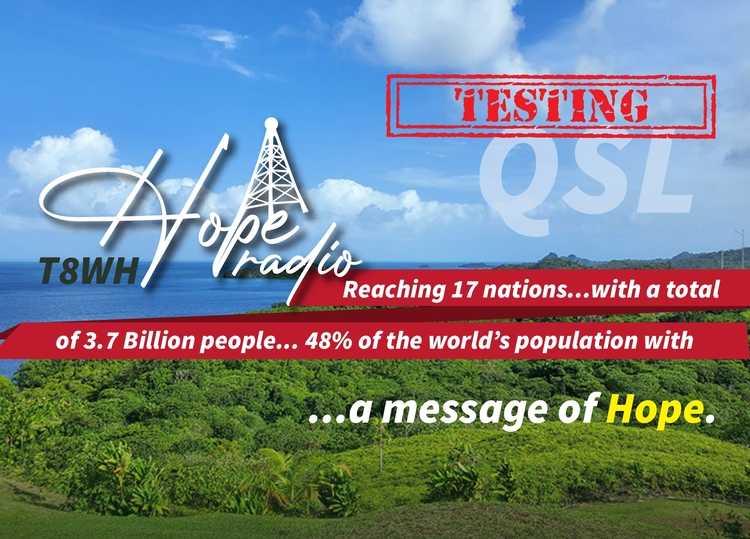 TESTING
QSL
Hope
radio
T8WH
Reaching 17 nations...with a total
of 3.7 Billion people... 48% of the world’s population with
...a message of Hope.